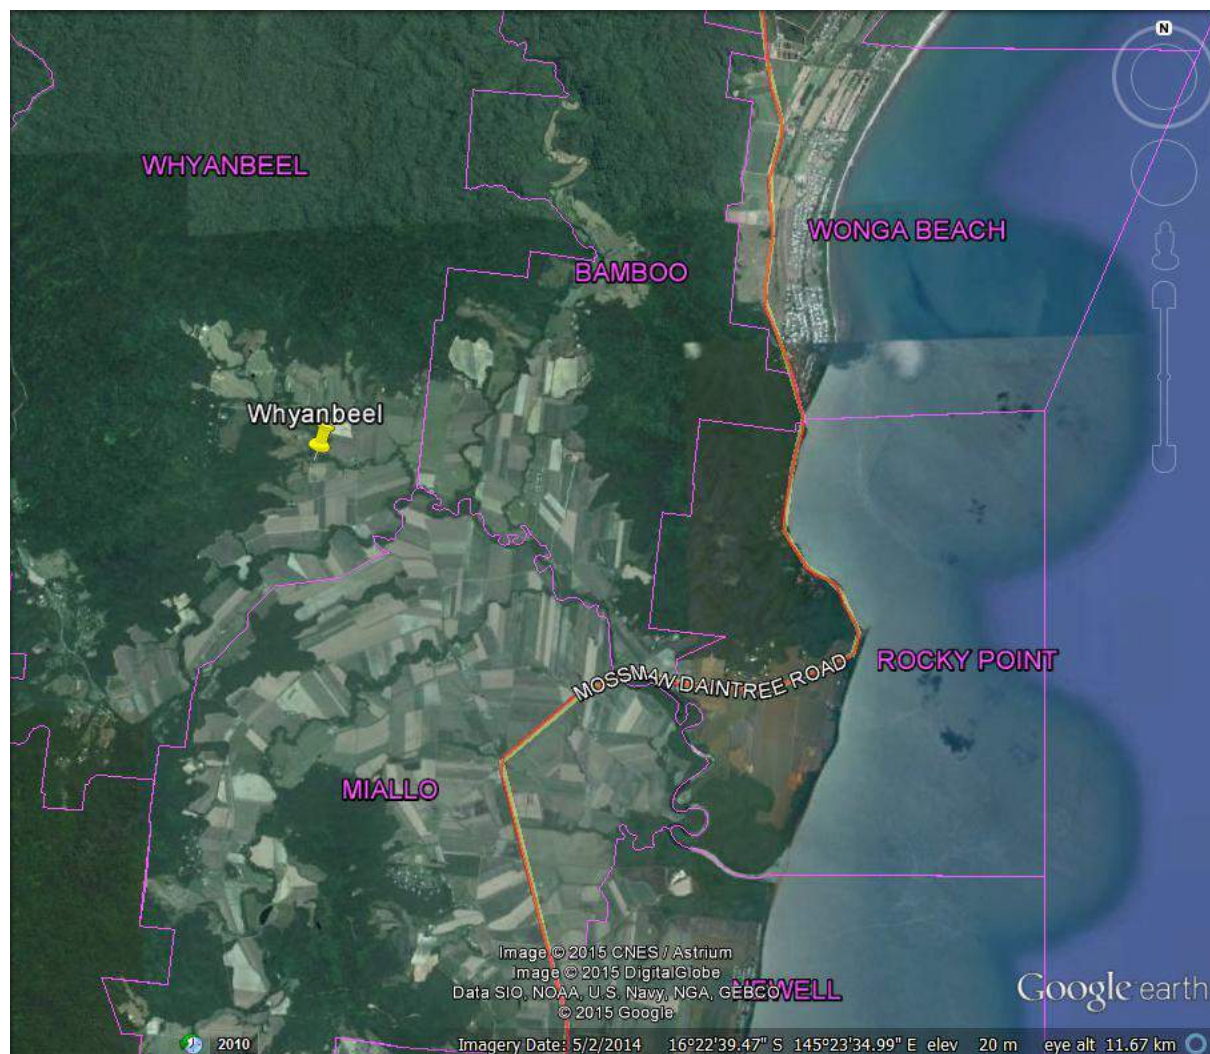 N
WHYANBEEL
WONGA BEACH
BAMBOO
Whyanbeel
ROCKY POINT
MOSSMAN DAINTREE ROAD
MIALLO
Image © 2015 CNES / Astrium
Image © 2015 DigitalGlobe
Data SIO, NOAA, U.S. Navy, NGA, GEBCO
NEWELL
© 2015 Google
Google earth
2010
Imagery Date: 5/2/2014 16°22'39.47" S 145°23'34.99" E elev 20 m eye alt 11.67 km